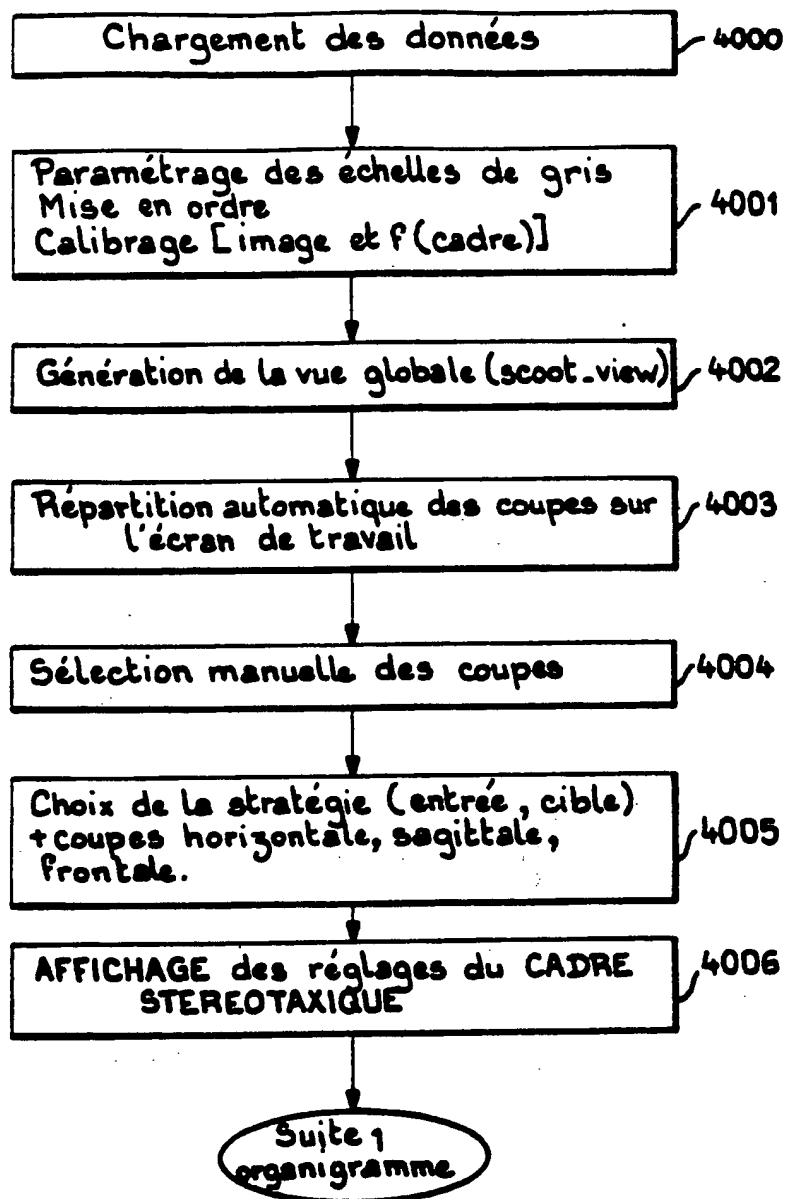 Chargement des données
4000
Paramétrage des échelles de gris
Mise en ordre
Calibrage [image et f(cadre)]
4001
Génération de la vue globale (scoot_view)
4002
Répartition automatique des coupes sur
l'écran de travail
4003
Sélection manuelle des coupes
4004
Choix de la stratégie (entrée, cible)
+coupes horizontale, sagittale,
frontale.
4005
AFFICHAGE des réglages du CADRE
STEREOTAXIQUE
4006
Suite 1
organigramme